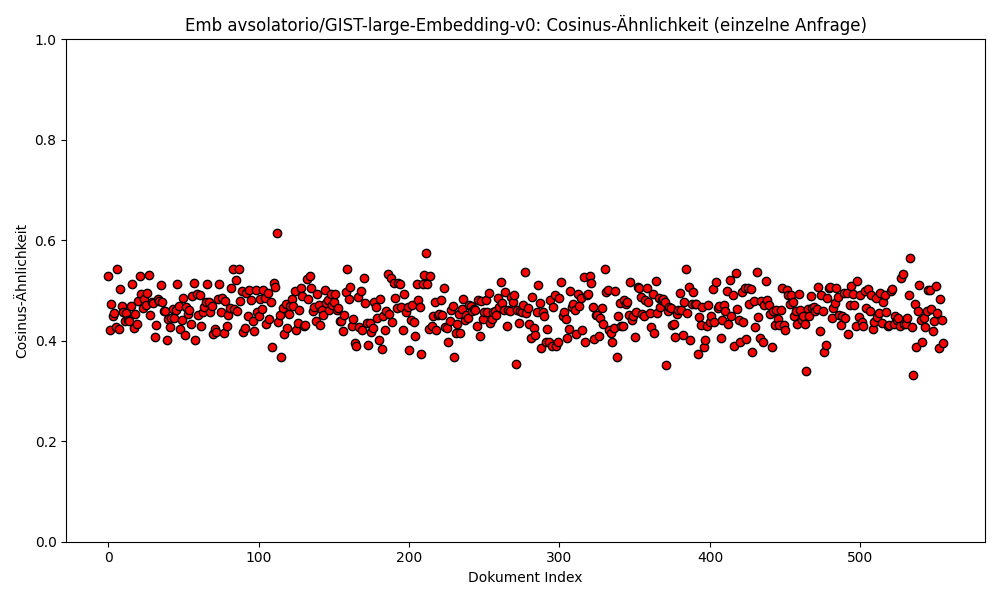 Emb avsolatorio/GIST-large-Embedding-v0: Cosinus-Ähnlichkeit (einzelne Anfrage)
1.0
0.8
0.6
0.4
0.2
0.0
Cosinus-Ähnlichkeit
0 100 200 300 400 500
Dokument Index